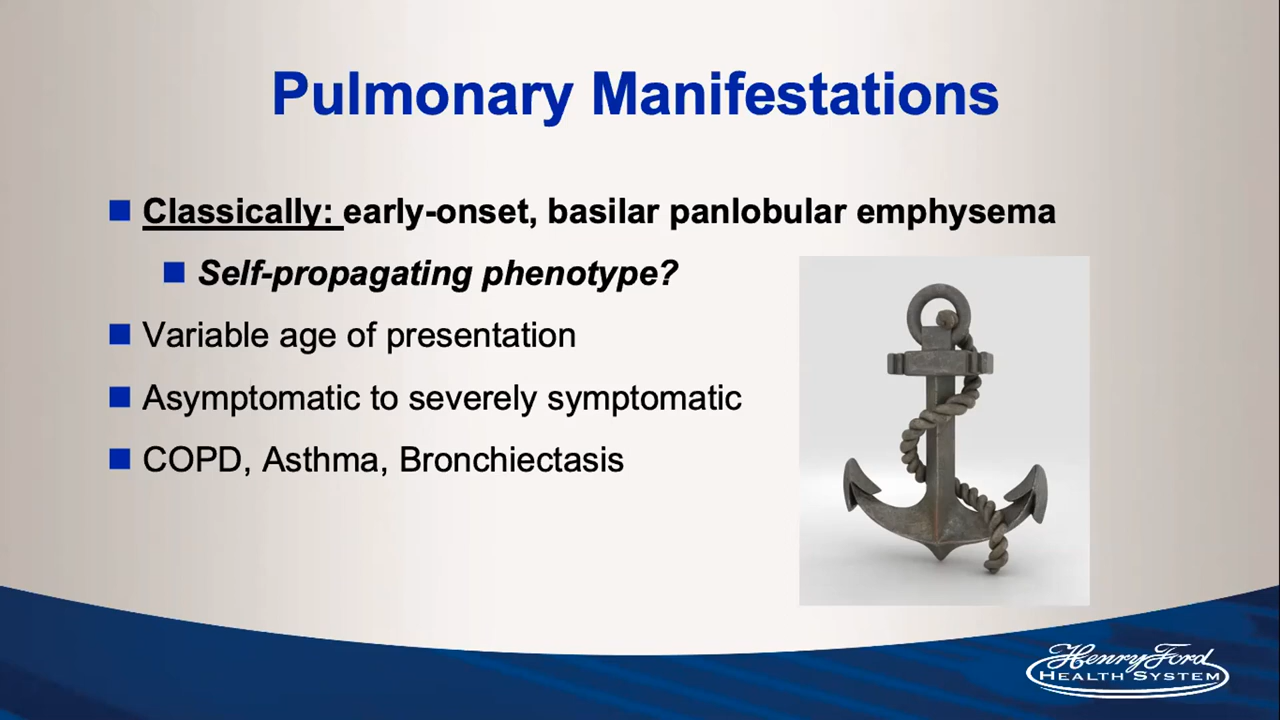 Pulmonary Manifestations
Classically: early-onset, basilar panlobular emphysema
Self-propagating phenotype?
Variable age of presentation
Asymptomatic to severely symptomatic
COPD, Asthma, Bronchiectasis
Henry Ford
HEALTH SYSTEM